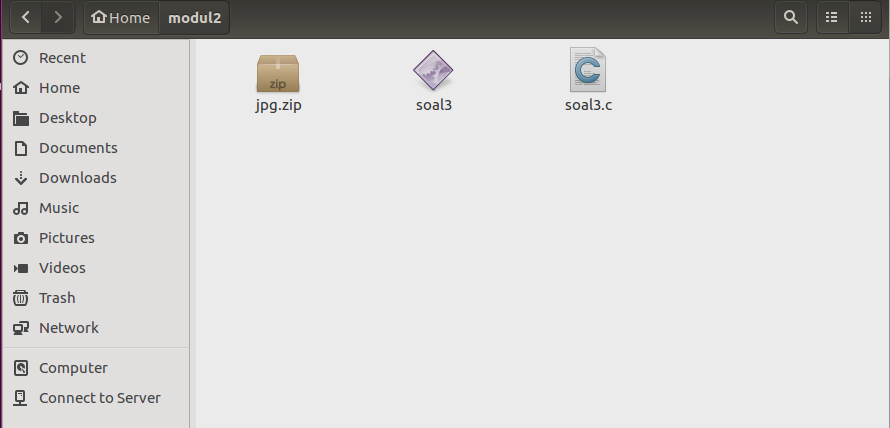 Home modul2
Recent
Home
Desktop
Documents
Downloads
Music
Pictures
Videos
Trash
Network
Computer
Connect to Server
zip
jpg.zip soal3 soal3.c